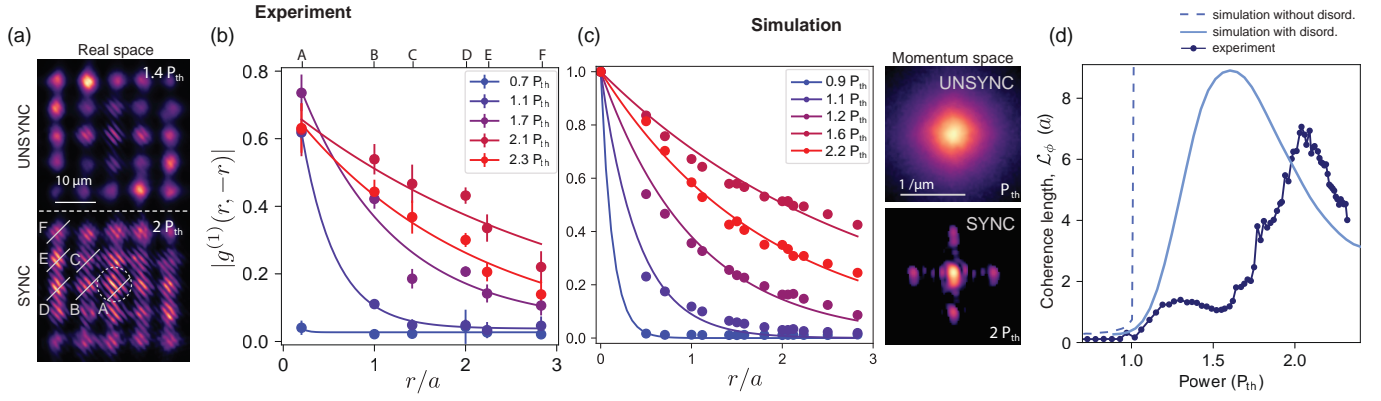 Experiment
Simulation
simulation without disord.
simulation with disord.
experiment
(a)
Real space
1.4 Pth
UNSYNC
10 μm
2 Pth
SYNC
F
E
C
D
B
A
(b)
A
B
C
D
E
F
0.7 Pth
1.1 Pth
1.7 Pth
2.1 Pth
2.3 Pth
|g⁽¹⁾(r, −r)|
0.8
0.6
0.4
0.2
0.0
0
1
2
3
r/a
(c)
0.9 Pth
1.1 Pth
1.2 Pth
1.6 Pth
2.2 Pth
1.0
0.8
0.6
0.4
0.2
0.0
0
1
2
3
r/a
Momentum space
UNSYNC
1 /μm
Pth
SYNC
2 Pth
(d)
Coherence length, ℒϕ (a)
8
6
4
2
0
1.0
1.5
2.0
Power (Pth)